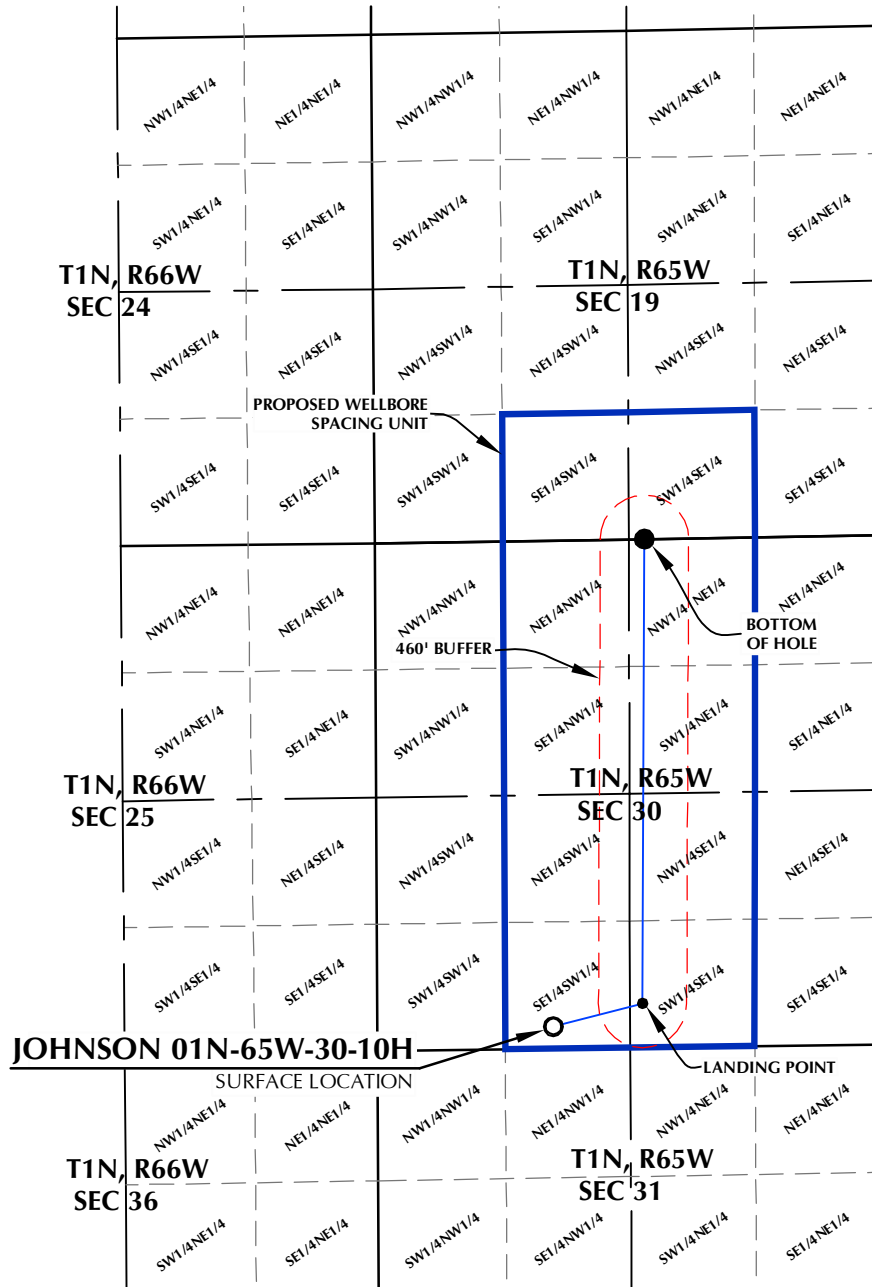 NW1/4NE1/4
NE1/4NE1/4
NW1/4NW1/4
NE1/4NW1/4
NW1/4NE1/4
NE1/4NE1/4
SW1/4NE1/4
SE1/4NE1/4
SW1/4NW1/4
SE1/4NW1/4
SW1/4NE1/4
SE1/4NE1/4
T1N, R66W
SEC 24
T1N, R65W
SEC 19
NW1/4SE1/4
NE1/4SE1/4
NW1/4SW1/4
NE1/4SW1/4
NW1/4SE1/4
NE1/4SE1/4
PROPOSED WELLBORE
SPACING UNIT
SW1/4SE1/4
SE1/4SE1/4
SW1/4SW1/4
SE1/4SW1/4
SW1/4SE1/4
SE1/4SE1/4
NW1/4NE1/4
NE1/4NE1/4
NW1/4NW1/4
NE1/4NW1/4
NW1/4NE1/4
NE1/4NE1/4
460' BUFFER
BOTTOM
OF HOLE
SW1/4NE1/4
SE1/4NE1/4
SW1/4NW1/4
SE1/4NW1/4
SW1/4NE1/4
SE1/4NE1/4
T1N, R66W
SEC 25
T1N, R65W
SEC 30
NW1/4SE1/4
NE1/4SE1/4
NW1/4SW1/4
NE1/4SW1/4
NW1/4SE1/4
NE1/4SE1/4
SW1/4SE1/4
SE1/4SE1/4
SW1/4SW1/4
SE1/4SW1/4
SW1/4SE1/4
SE1/4SE1/4
JOHNSON 01N-65W-30-10H
SURFACE LOCATION
LANDING POINT
NW1/4NE1/4
NE1/4NE1/4
NW1/4NW1/4
NE1/4NW1/4
NW1/4NE1/4
NE1/4NE1/4
T1N, R66W
SEC 36
T1N, R65W
SEC 31
SW1/4NE1/4
SE1/4NE1/4
SW1/4NW1/4
SE1/4NW1/4
SW1/4NE1/4
SE1/4NE1/4